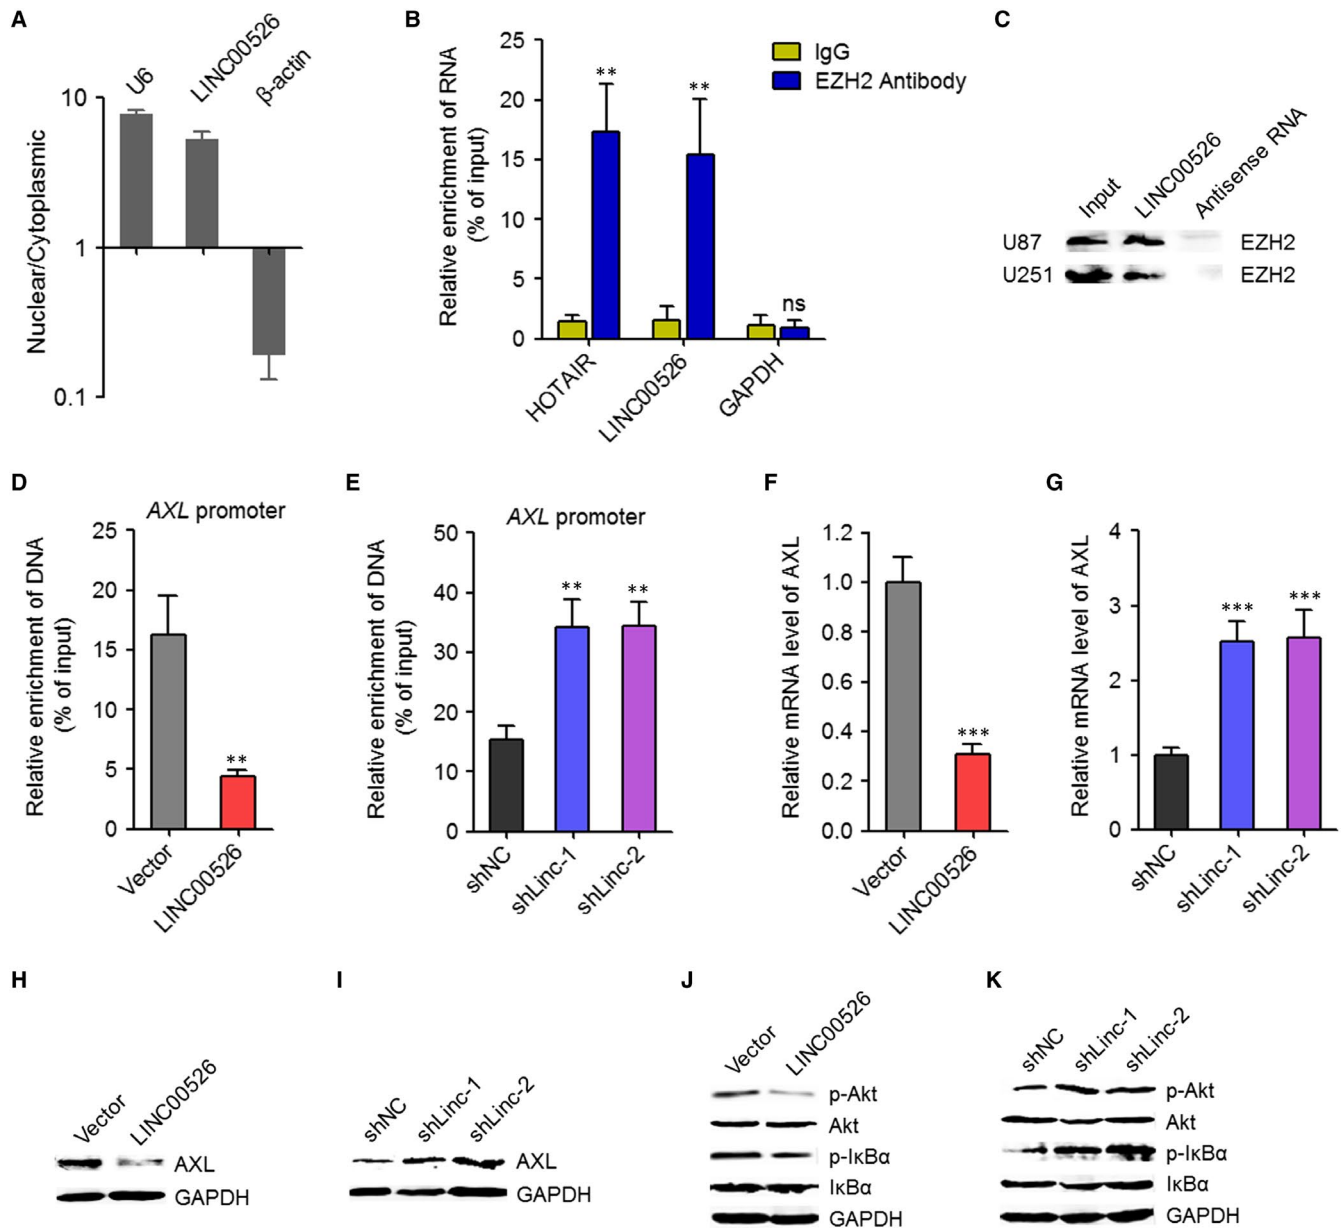 A
U6
LINC00526
β-actin
10
1
0.1
Nuclear/Cytoplasmic
B
25
20
15
10
5
0
Relative enrichment of RNA
(% of input)
IgG
EZH2 Antibody
**
**
ns
HOTAIR
LINC00526
GAPDH
C
Input
LINC00526
Antisense RNA
U87
EZH2
U251
EZH2
D
AXL promoter
25
20
15
10
5
0
Relative enrichment of DNA
(% of input)
**
Vector
LINC00526
E
AXL promoter
50
40
30
20
10
0
Relative enrichment of DNA
(% of input)
**
**
shNC
shLinc-1
shLinc-2
F
1.2
1.0
0.8
0.6
0.4
0.2
0.0
Relative mRNA level of AXL
***
Vector
LINC00526
G
4
3
2
1
0
Relative mRNA level of AXL
***
***
shNC
shLinc-1
shLinc-2
H
Vector
LINC00526
AXL
GAPDH
I
shNC
shLinc-1
shLinc-2
AXL
GAPDH
J
Vector
LINC00526
p-Akt
Akt
p-IκBα
IκBα
GAPDH
K
shNC
shLinc-1
shLinc-2
p-Akt
Akt
p-IκBα
IκBα
GAPDH